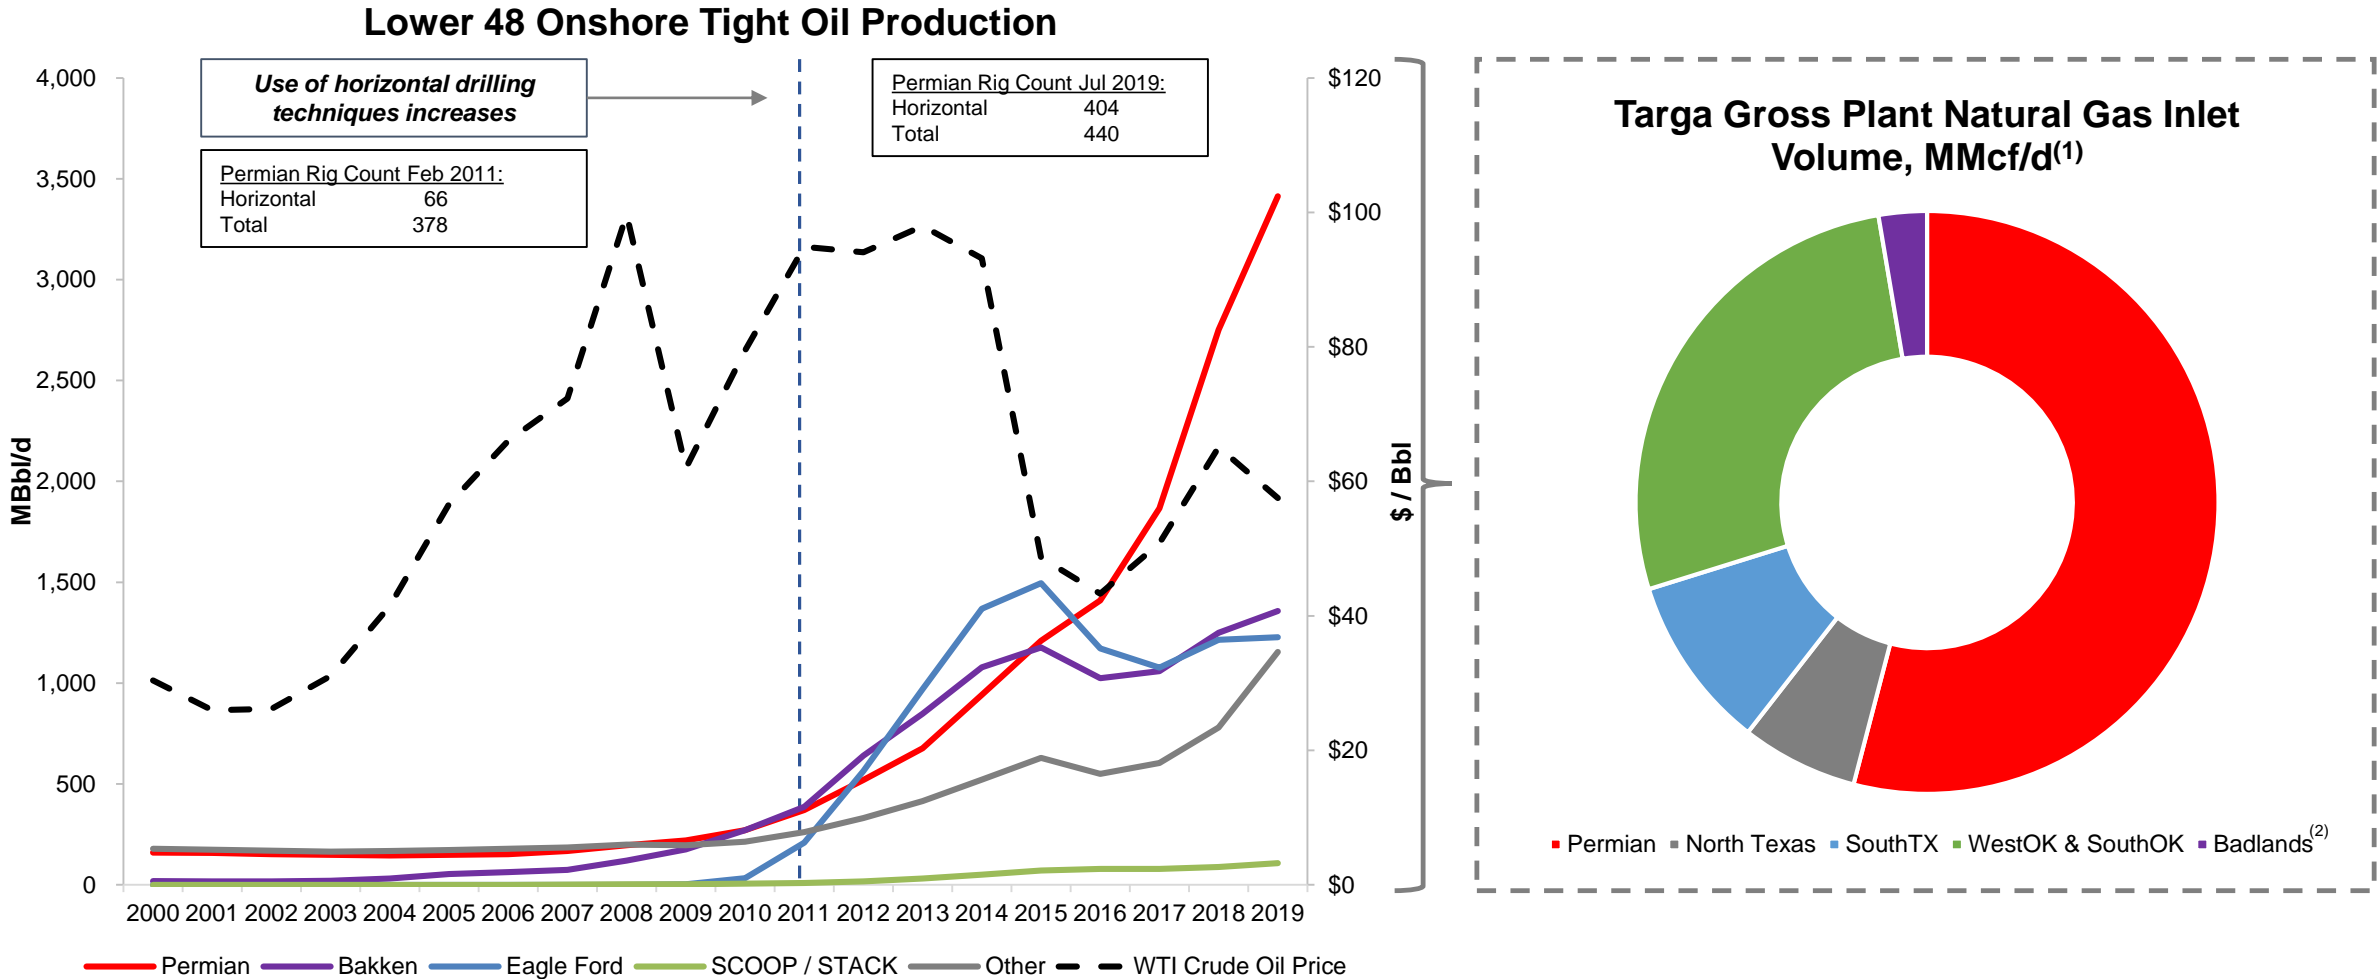 Lower 48 Onshore Tight Oil Production
Use of horizontal drilling
techniques increases
Permian Rig Count Feb 2011:
Horizontal 66
Total 378
Permian Rig Count Jul 2019:
Horizontal 404
Total 440
MBbl/d
4,000
3,500
3,000
2,500
2,000
1,500
1,000
500
0
$120
$100
$80
$60
$40
$20
$0
$ / Bbl
2000 2001 2002 2003 2004 2005 2006 2007 2008 2009 2010 2011 2012 2013 2014 2015 2016 2017 2018 2019
Permian Bakken Eagle Ford SCOOP / STACK Other WTI Crude Oil Price
Targa Gross Plant Natural Gas Inlet
Volume, MMcf/d(1)
Permian North Texas SouthTX WestOK & SouthOK Badlands(2)